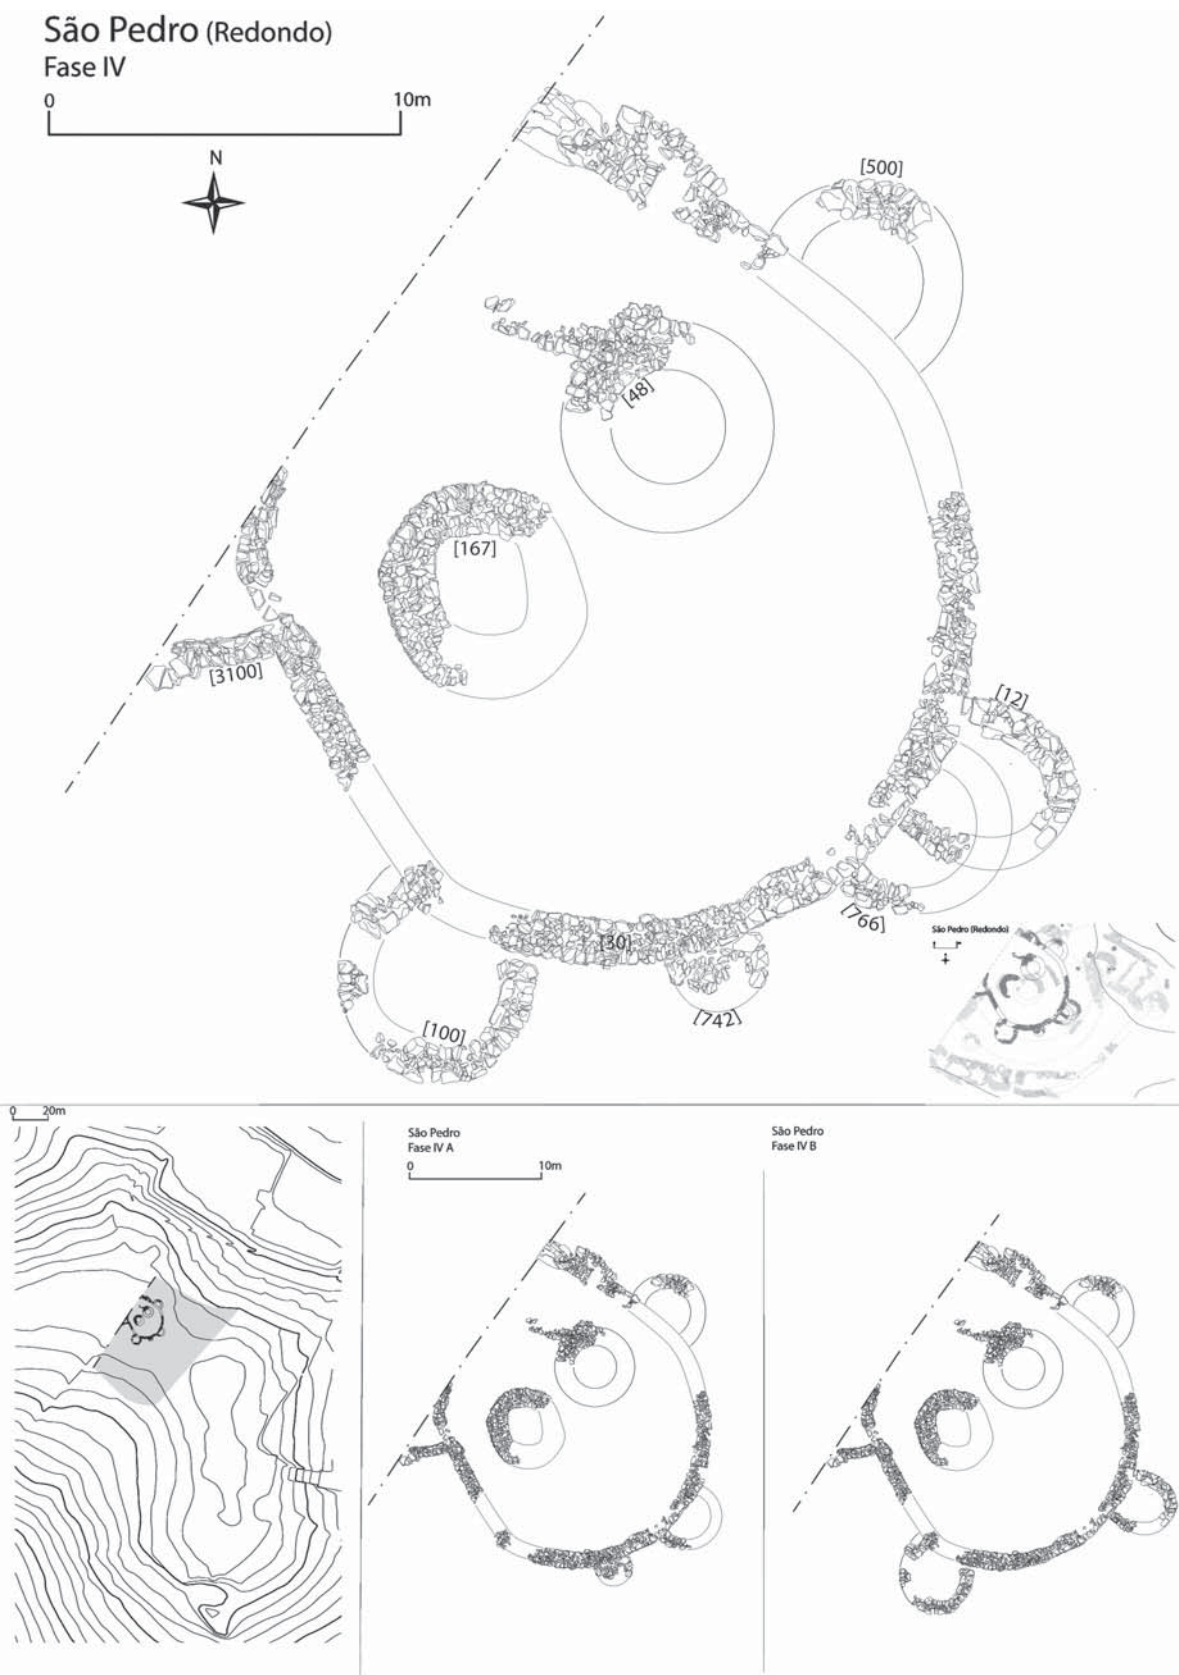 São Pedro (Redondo)
Fase IV
0 10m
N
[500]
[48]
[167]
[3100]
[12]
[766]
[30]
[742]
[100]
São Pedro (Redondo)
0 20m
São Pedro
Fase IV A
0 10m
São Pedro
Fase IV B